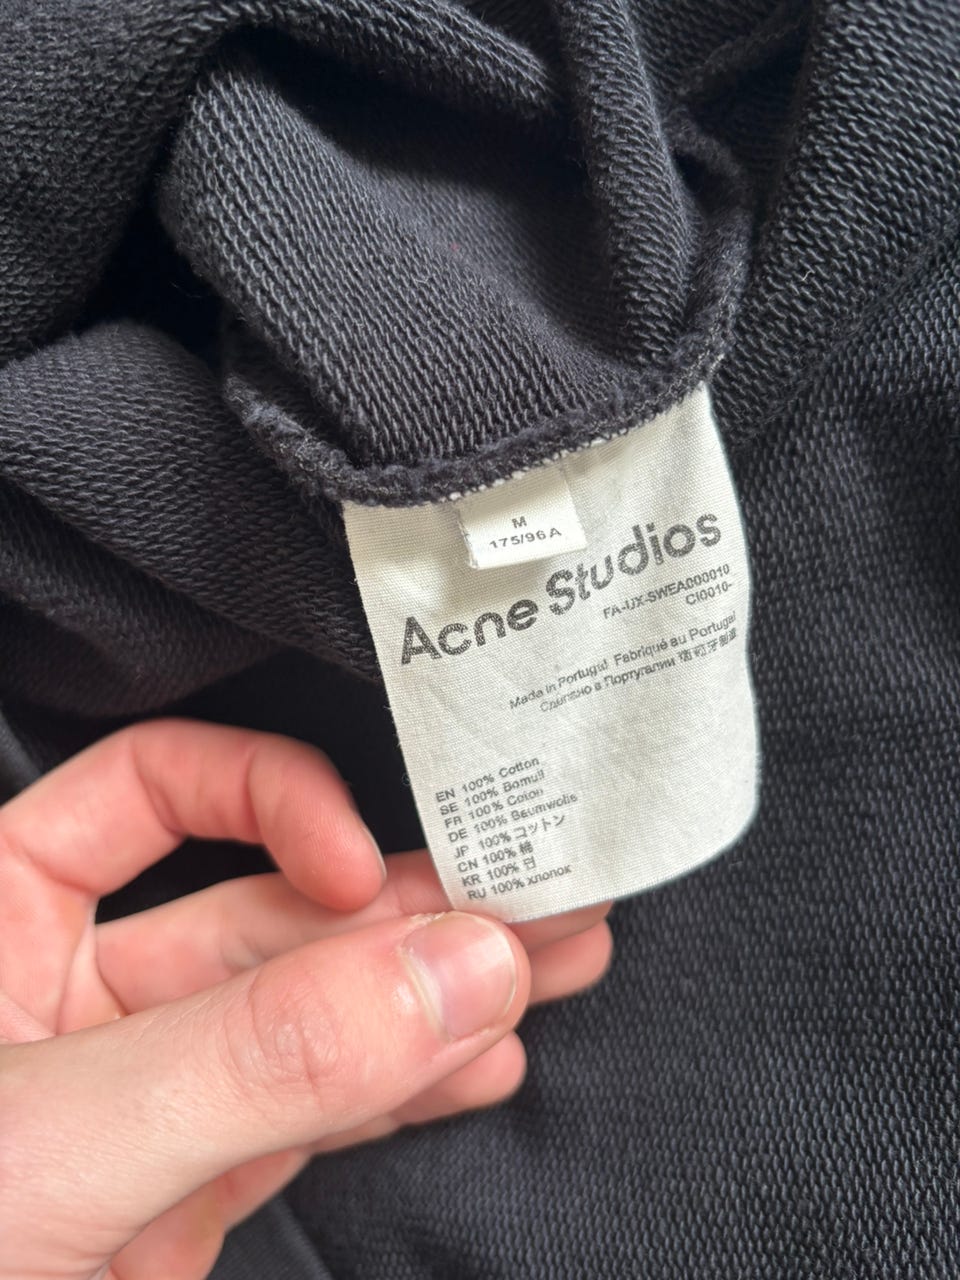 M
175/96A
Acne Studios
FA-UX-SWEA000010
CI0010-
Made in Portugal Fabriqué au Portugal
Сделано в Португалии 葡萄牙制造
EN 100% Cotton
SE 100% Bomull
FR 100% Coton
DE 100% Baumwolle
JP 100% コットン
CN 100% 棉
KR 100% 면
RU 100% хлопок